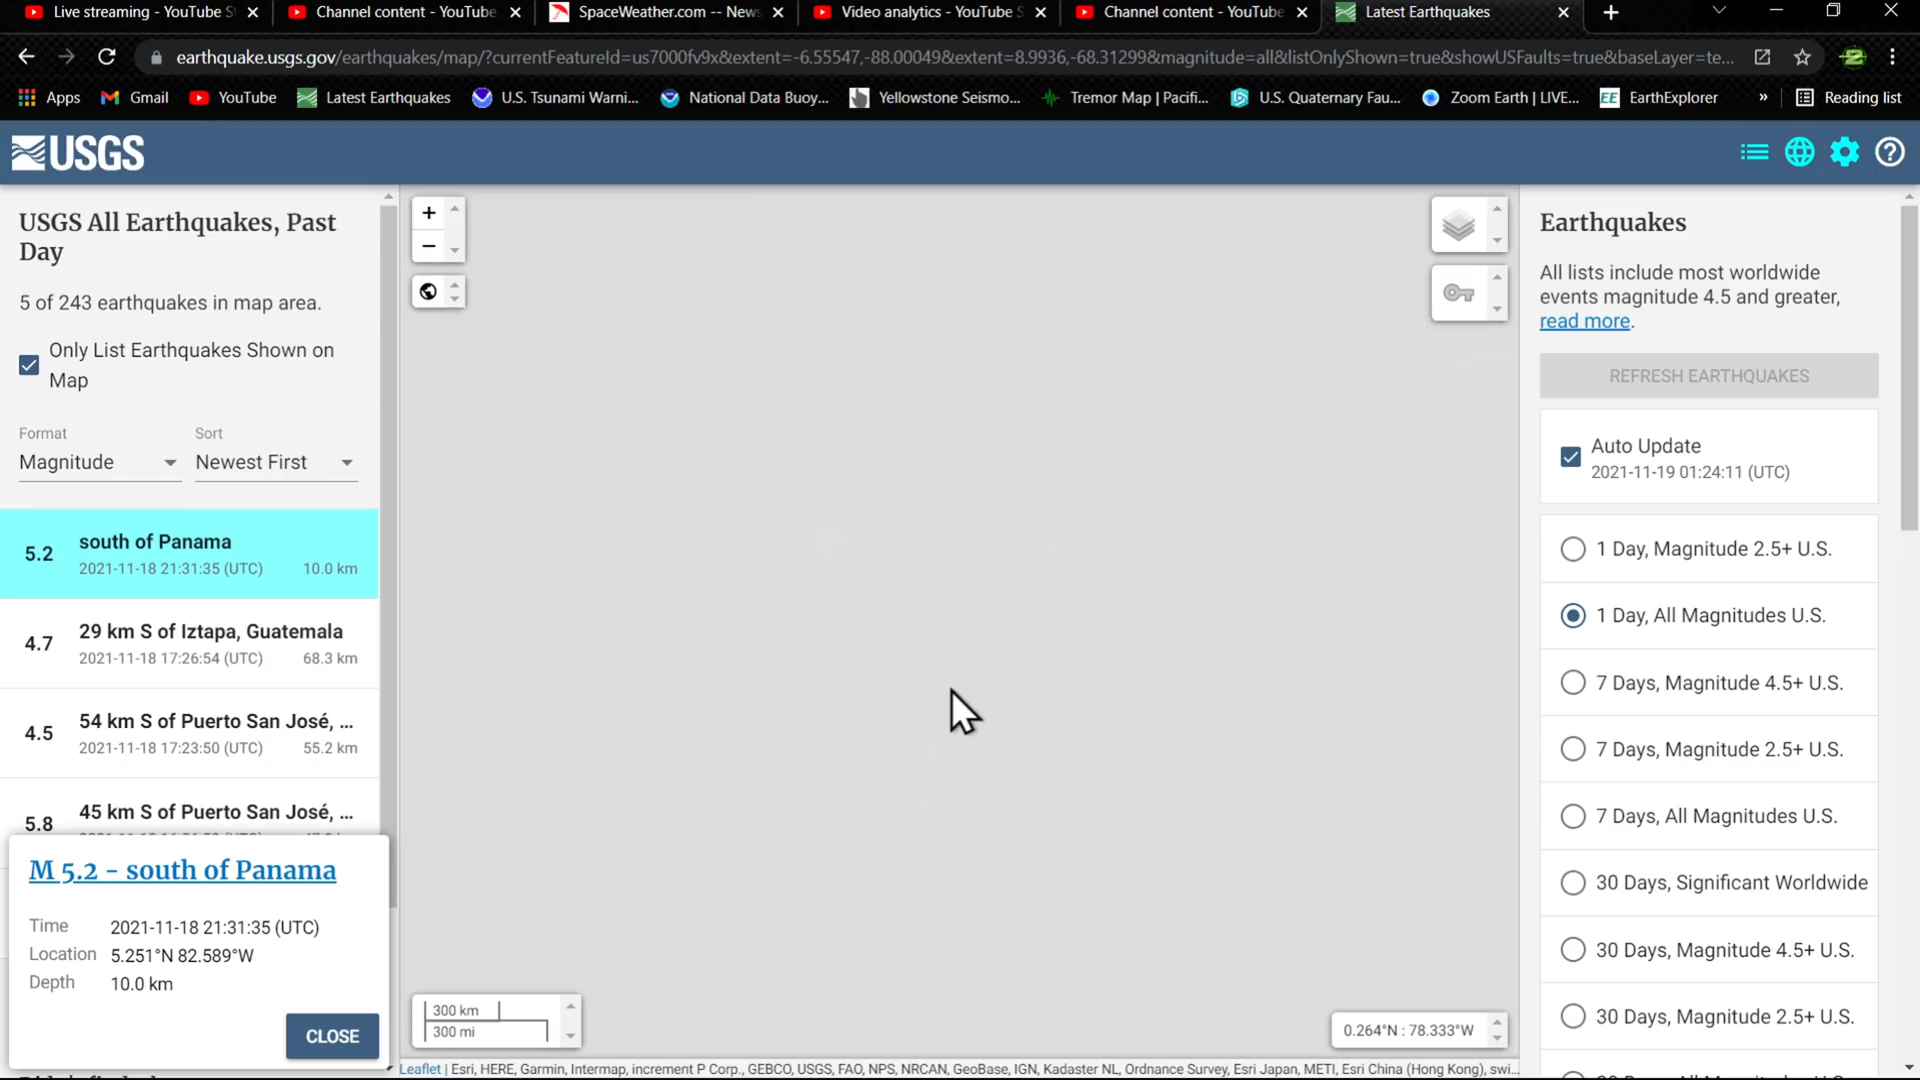 Live streaming - YouTube S
Channel content - YouTube
SpaceWeather.com -- News
Video analytics - YouTube S
Channel content - YouTube
Latest Earthquakes
earthquake.usgs.gov/earthquakes/map/?currentFeatureId=us7000fv9x&extent=-6.55547,-88.00049&extent=8.9936,-68.31299&magnitude=all&listOnlyShown=true&showUSFaults=true&baseLayer=te...
Apps
Gmail
YouTube
Latest Earthquakes
U.S. Tsunami Warni...
National Data Buoy...
Yellowstone Seismo...
Tremor Map | Pacifi...
U.S. Quaternary Fau...
Zoom Earth | LIVE...
EE EarthExplorer
»
Reading list
USGS
USGS All Earthquakes, Past
Day
5 of 243 earthquakes in map area.
Only List Earthquakes Shown on
Map
Format
Sort
Magnitude
Newest First
5.2
south of Panama
2021-11-18 21:31:35 (UTC) 10.0 km
4.7
29 km S of Iztapa, Guatemala
2021-11-18 17:26:54 (UTC) 68.3 km
4.5
54 km S of Puerto San José, ...
2021-11-18 17:23:50 (UTC) 55.2 km
5.8
45 km S of Puerto San José, ...
M 5.2 - south of Panama
Time 2021-11-18 21:31:35 (UTC)
Location 5.251°N 82.589°W
Depth 10.0 km
CLOSE
+
−
300 km
300 mi
0.264°N : 78.333°W
Leaflet | Esri, HERE, Garmin, Intermap, increment P Corp., GEBCO, USGS, FAO, NPS, NRCAN, GeoBase, IGN, Kadaster NL, Ordnance Survey, Esri Japan, METI, Esri China (Hong Kong), swi...
Earthquakes
All lists include most worldwide
events magnitude 4.5 and greater,
read more.
REFRESH EARTHQUAKES
Auto Update
2021-11-19 01:24:11 (UTC)
1 Day, Magnitude 2.5+ U.S.
1 Day, All Magnitudes U.S.
7 Days, Magnitude 4.5+ U.S.
7 Days, Magnitude 2.5+ U.S.
7 Days, All Magnitudes U.S.
30 Days, Significant Worldwide
30 Days, Magnitude 4.5+ U.S.
30 Days, Magnitude 2.5+ U.S.